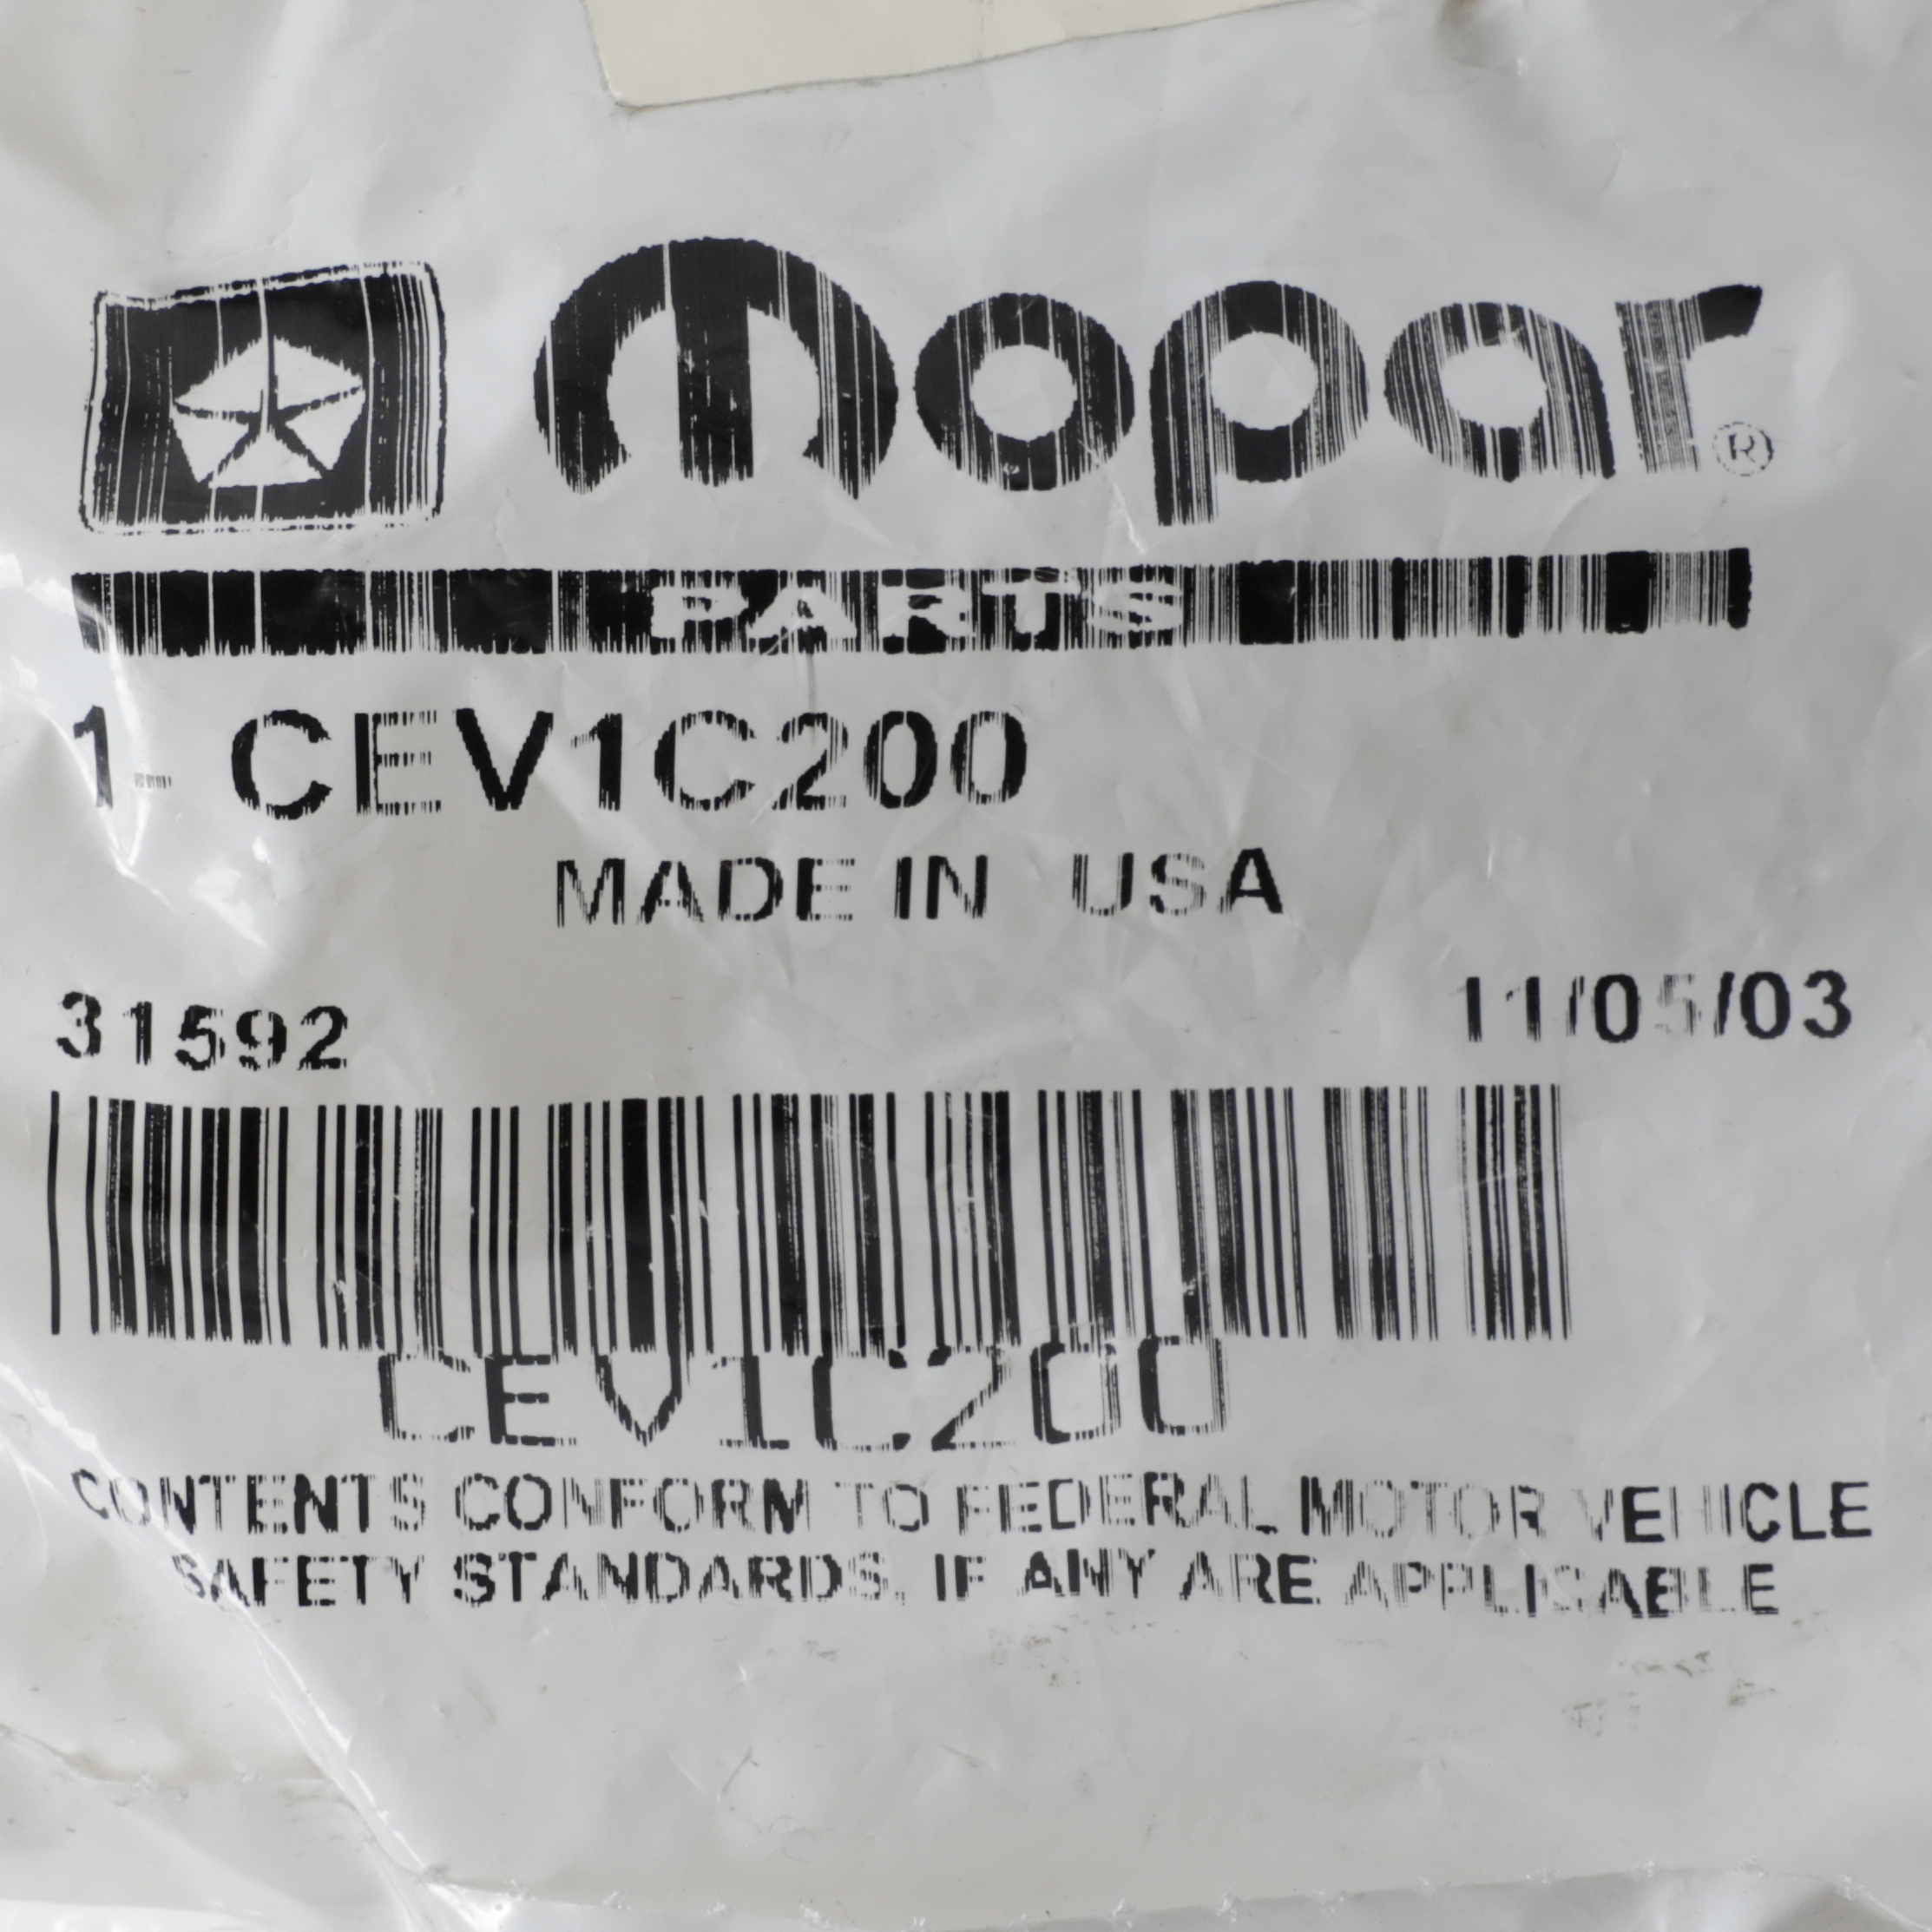 mopar®
PARTS
1- CEV1C200
MADE IN USA
31592 11/05/03
CEV1C200
CONTENTS CONFORM TO FEDERAL MOTOR VEHICLE
SAFETY STANDARDS, IF ANY ARE APPLICABLE